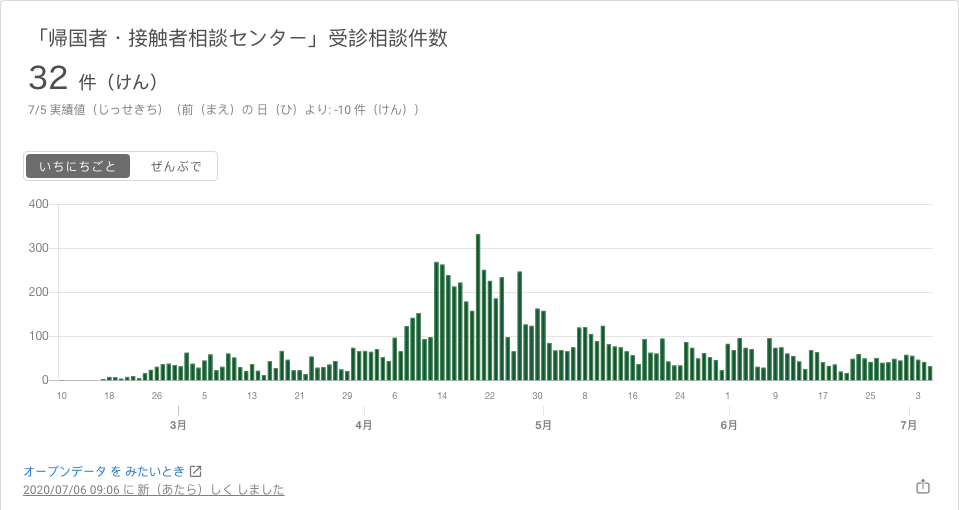 「帰国者・接触者相談センター」受診相談件数
32 件（けん）
7/5 実績値（じっせきち）（前（まえ）の 日（ひ）より: -10 件（けん））
いちにちごと ぜんぶで
400
300
200
100
0
10 18 26 5 13 21 29 6 14 22 30 8 16 24 1 9 17 25 3
3月 4月 5月 6月 7月
オープンデータ を みたいとき
2020/07/06 09:06 に 新（あたら）しく しました